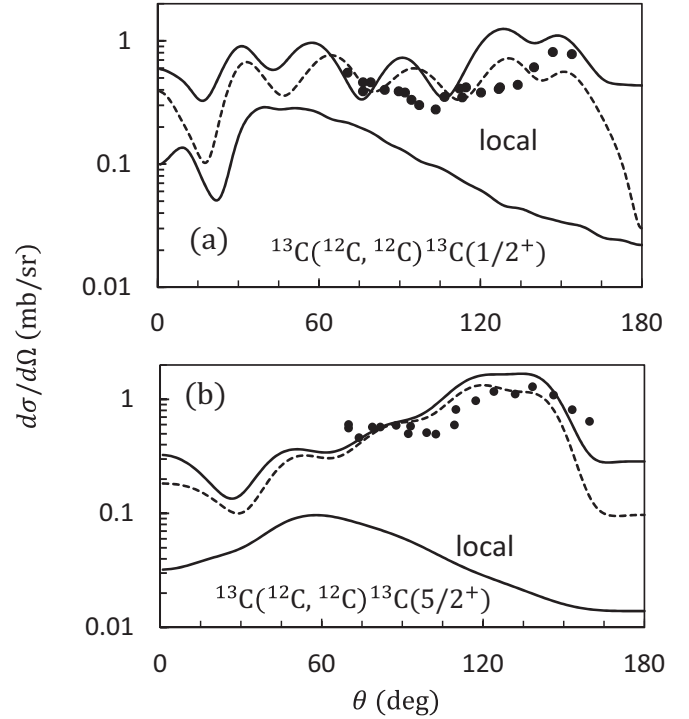 1
0.1
0.01
local
(a)
¹³C(¹²C, ¹²C)¹³C(1/2⁺)
0 60 120 180
dσ/dΩ (mb/sr)
(b)
1
0.1
0.01
local
¹³C(¹²C, ¹²C)¹³C(5/2⁺)
0 60 120 180
θ (deg)